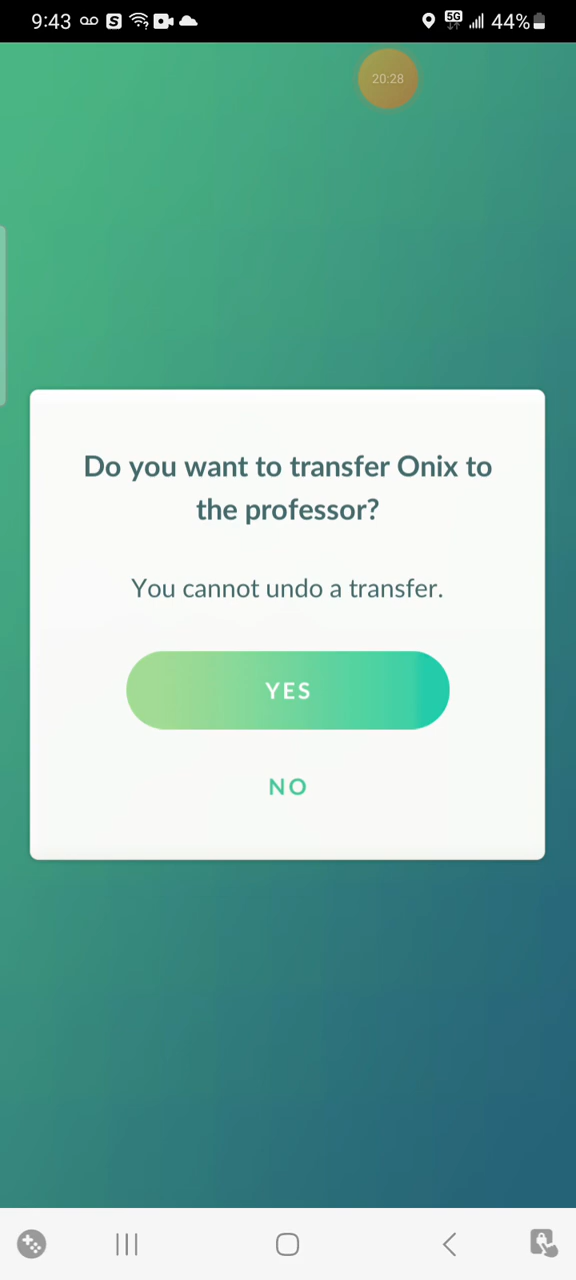 9:43
5G
44%
20:28
Do you want to transfer Onix to
the professor?
You cannot undo a transfer.
YES
NO